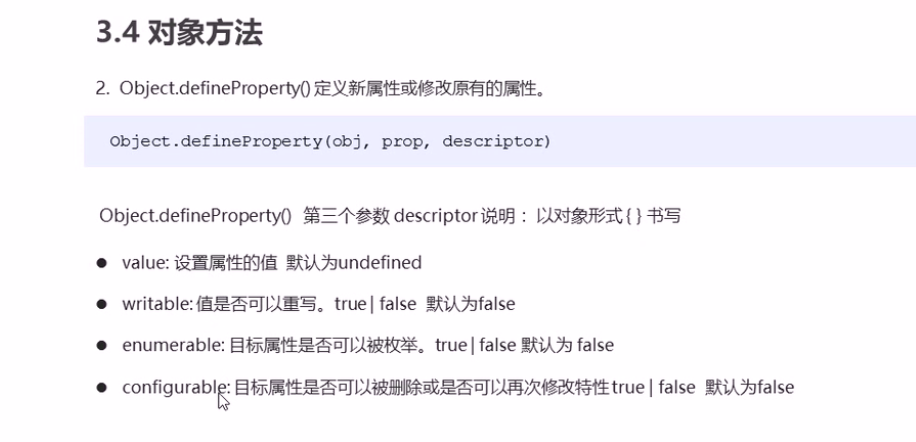 3.4 对象方法
2. Object.defineProperty() 定义新属性或修改原有的属性。
Object.defineProperty(obj, prop, descriptor)
Object.defineProperty() 第三个参数 descriptor 说明： 以对象形式 { } 书写
● value: 设置属性的值 默认为undefined
● writable: 值是否可以重写。true | false 默认为false
● enumerable: 目标属性是否可以被枚举。true | false 默认为 false
● configurable: 目标属性是否可以被删除或是否可以再次修改特性 true | false 默认为false